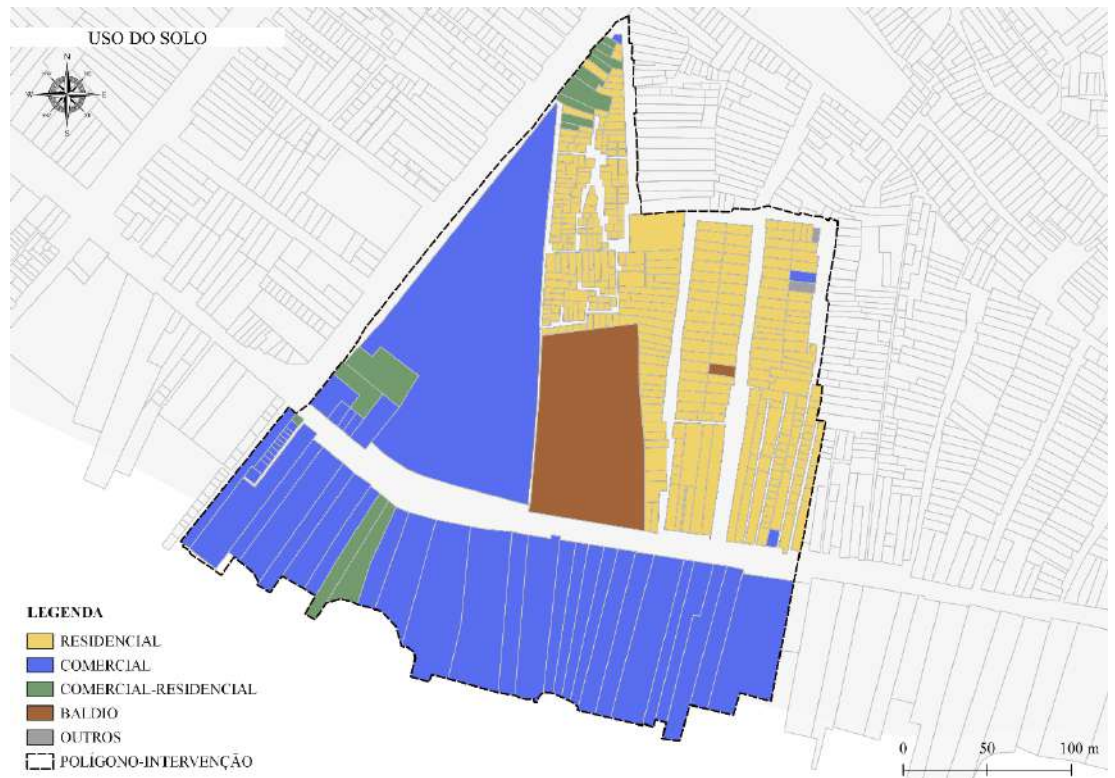 USO DO SOLO
N
W E
S
LEGENDA
RESIDENCIAL
COMERCIAL
COMERCIAL-RESIDENCIAL
BALDIO
OUTROS
POLÍGONO-INTERVENÇÃO
0 50 100 m